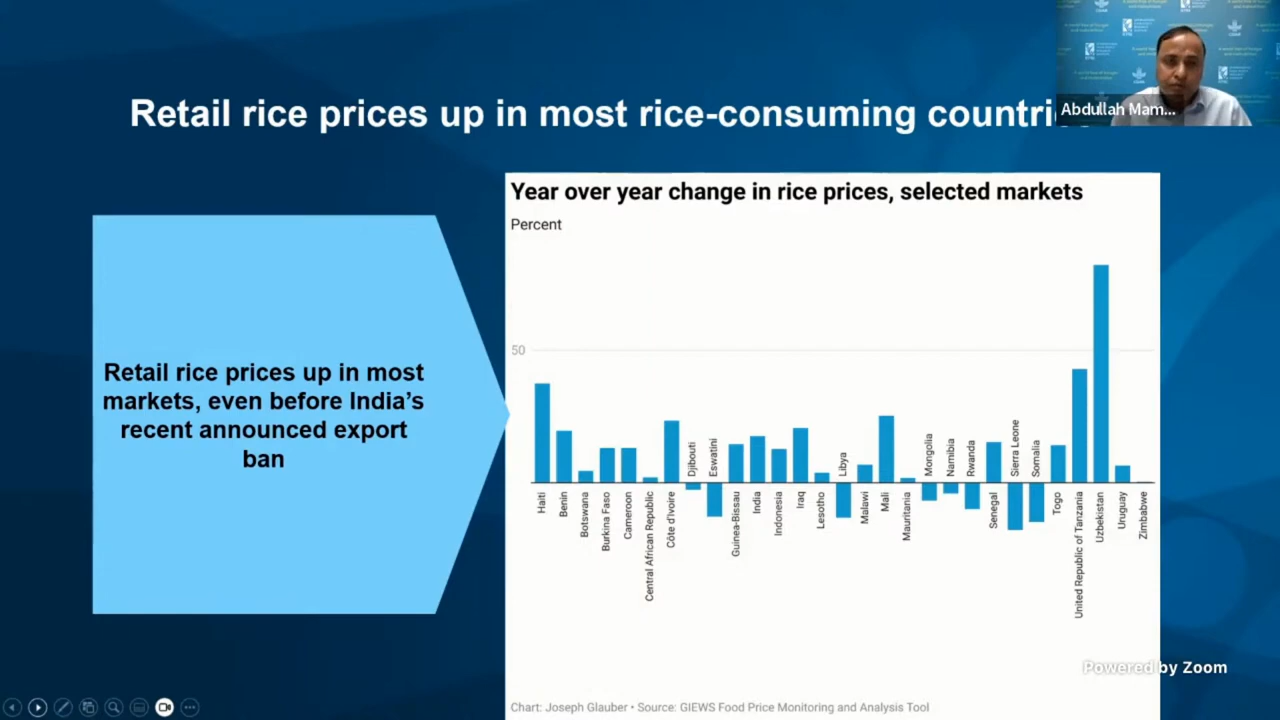 Retail rice prices up in most rice-consuming
Abdullah Mam...
Retail rice prices up in most
markets, even before India's
recent announced export
ban
Year over year change in rice prices, selected markets
Percent
50
Haiti
Benin
Botswana
Burkina Faso
Cameroon
Central African Republic
Côte d'Ivoire
Djibouti
Eswatini
Guinea-Bissau
India
Indonesia
Iraq
Lesotho
Libya
Malawi
Mali
Mauritania
Mongolia
Namibia
Rwanda
Senegal
Sierra Leone
Somalia
Togo
United Republic of Tanzania
Uzbekistan
Uruguay
Zimbabwe
Chart: Joseph Glauber • Source: GIEWS Food Price Monitoring and Analysis Tool
Powered by Zoom